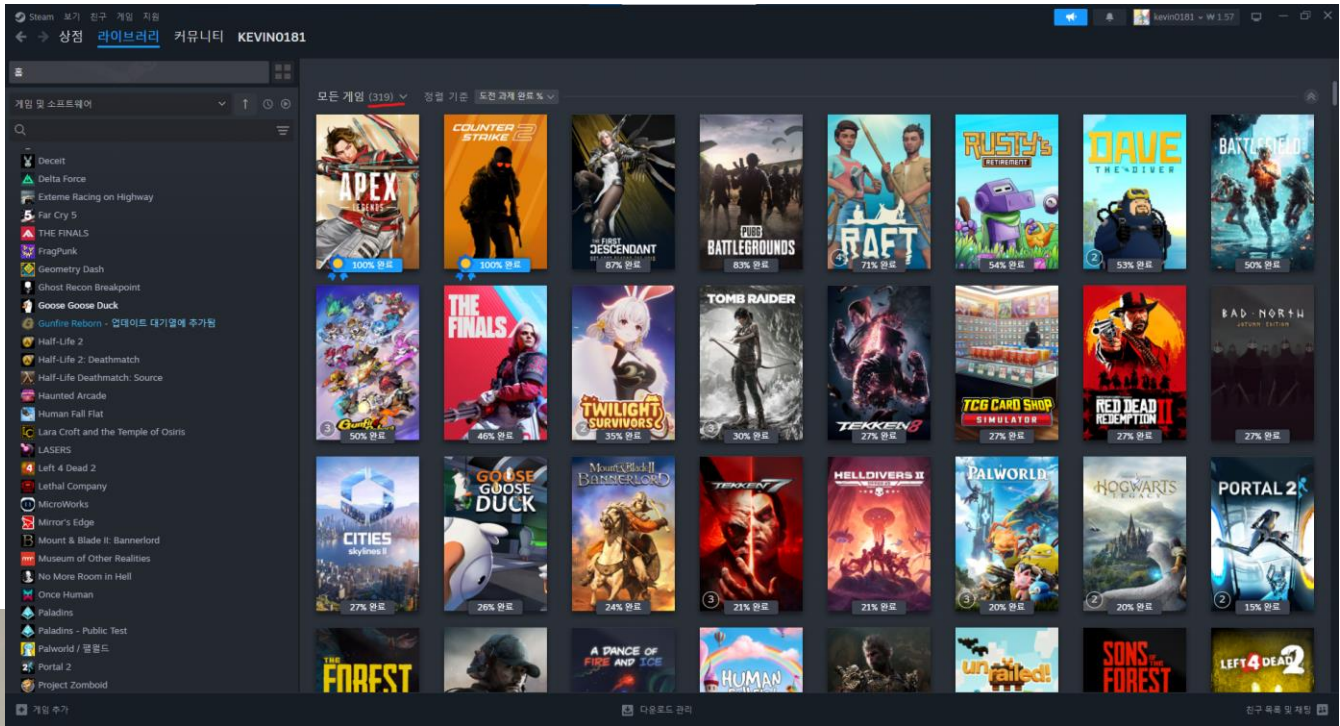 Steam 보기 친구 게임 지원
kevin0181 ₩ 1.57
상점 라이브러리 커뮤니티 KEVIN0181
홈
게임 및 소프트웨어
모든 게임 (319) 정렬 기준 도전 과제 완료 %
Deceit
Delta Force
Exteme Racing on Highway
Far Cry 5
THE FINALS
FragPunk
Geometry Dash
Ghost Recon Breakpoint
Goose Goose Duck
Gunfire Reborn - 업데이트 대기열에 추가됨
Half-Life 2
Half-Life 2: Deathmatch
Half-Life Deathmatch: Source
Haunted Arcade
Human Fall Flat
Lara Croft and the Temple of Osiris
LASERS
Left 4 Dead 2
Lethal Company
MicroWorks
Mirror's Edge
Mount & Blade II: Bannerlord
Museum of Other Realities
No More Room in Hell
Once Human
Paladins
Paladins - Public Test
Palworld / 팰월드
Portal 2
Project Zomboid
APEX
LEGENDS
100% 완료
COUNTER
STRIKE 2
100% 완료
THE FIRST
DESCENDANT
87% 완료
PUBG
BATTLEGROUNDS
83% 완료
RAFT
4
71% 완료
RUSTY's
RETIREMENT
54% 완료
DAVE
THE DIVER
2
53% 완료
BATTLEFIELD
50% 완료
3
50% 완료
THE
FINALS
46% 완료
TWILIGHT
SURVIVORS
2
35% 완료
TOMB RAIDER
3
30% 완료
TEKKEN 8
27% 완료
TCG CARD SHOP
SIMULATOR
27% 완료
RED DEAD
REDEMPTION II
27% 완료
BAD NORTH
JOTUNN EDITION
27% 완료
CITIES
skylines II
27% 완료
GOOSE
GOOSE
DUCK
26% 완료
Mount & Blade II
BANNERLORD
24% 완료
TEKKEN 7
3
21% 완료
HELLDIVERS II
21% 완료
PALWORLD
3
20% 완료
HOGWARTS
LEGACY
2
20% 완료
PORTAL 2
2
15% 완료
THE
FOREST
A DANCE OF
FIRE AND ICE
HUMAN
unrailed!
SONS OF THE
FOREST
LEFT 4 DEAD 2
게임 추가
다운로드 관리
친구 목록 및 채팅